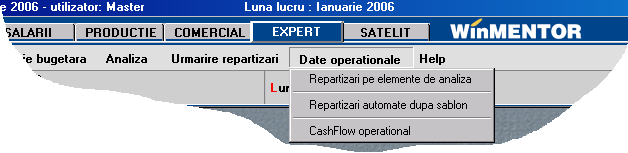 e 2006 - utilizator: Master Luna lucru : Ianuarie 2006
SALARII PRODUCTIE COMERCIAL EXPERT SATELIT WinMENTOR
ie bugetara Analiza Urmarire repartizari Date operationale Help
Repartizari pe elemente de analiza
Lun
Repartizari automate dupa sablon
CashFlow operational